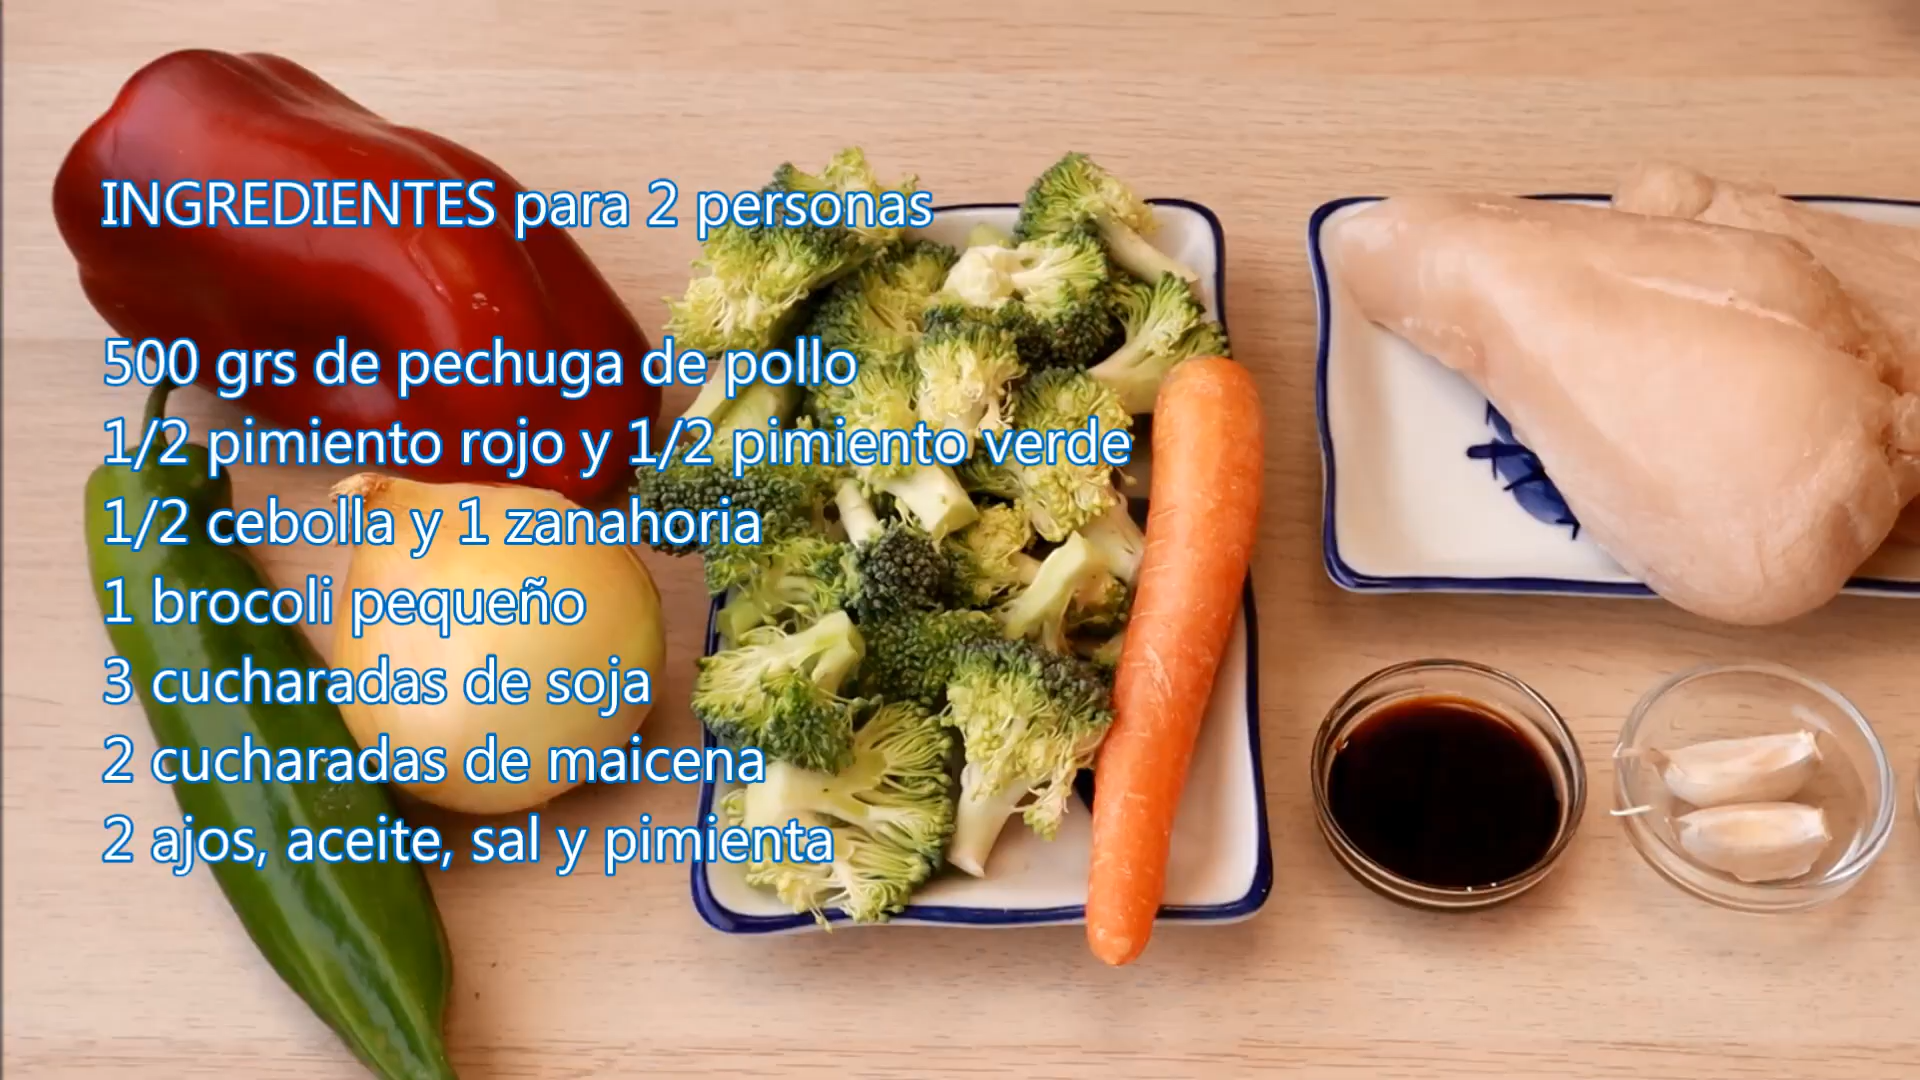 INGREDIENTES para 2 personas
500 grs de pechuga de pollo
1/2 pimiento rojo y 1/2 pimiento verde
1/2 cebolla y 1 zanahoria
1 brocoli pequeño
3 cucharadas de soja
2 cucharadas de maicena
2 ajos, aceite, sal y pimienta